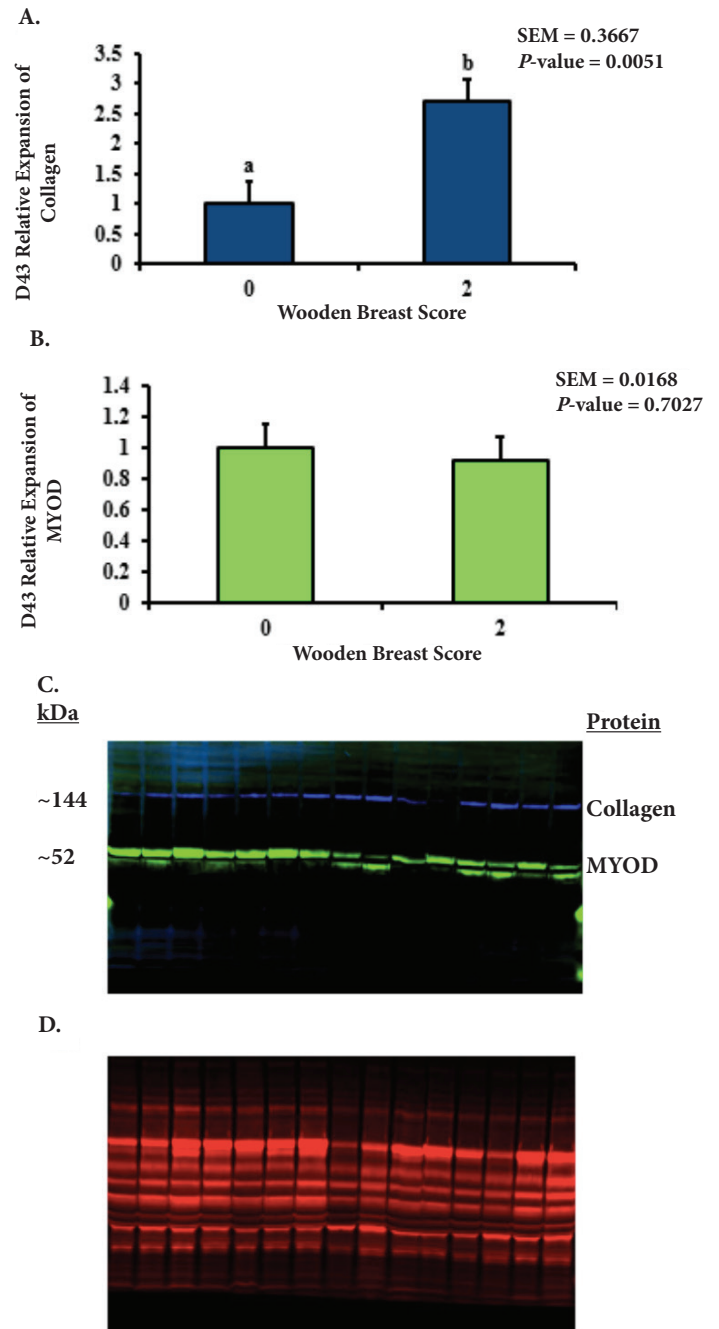 A.
SEM = 0.3667
P-value = 0.0051
D43 Relative Expansion of
Collagen
3.5
3
2.5
2
1.5
1
0.5
0
a
b
0
2
Wooden Breast Score
B.
SEM = 0.0168
P-value = 0.7027
D43 Relative Expansion of
MYOD
1.4
1.2
1
0.8
0.6
0.4
0.2
0
0
2
Wooden Breast Score
C.
kDa
Protein
~144
Collagen
~52
MYOD
D.